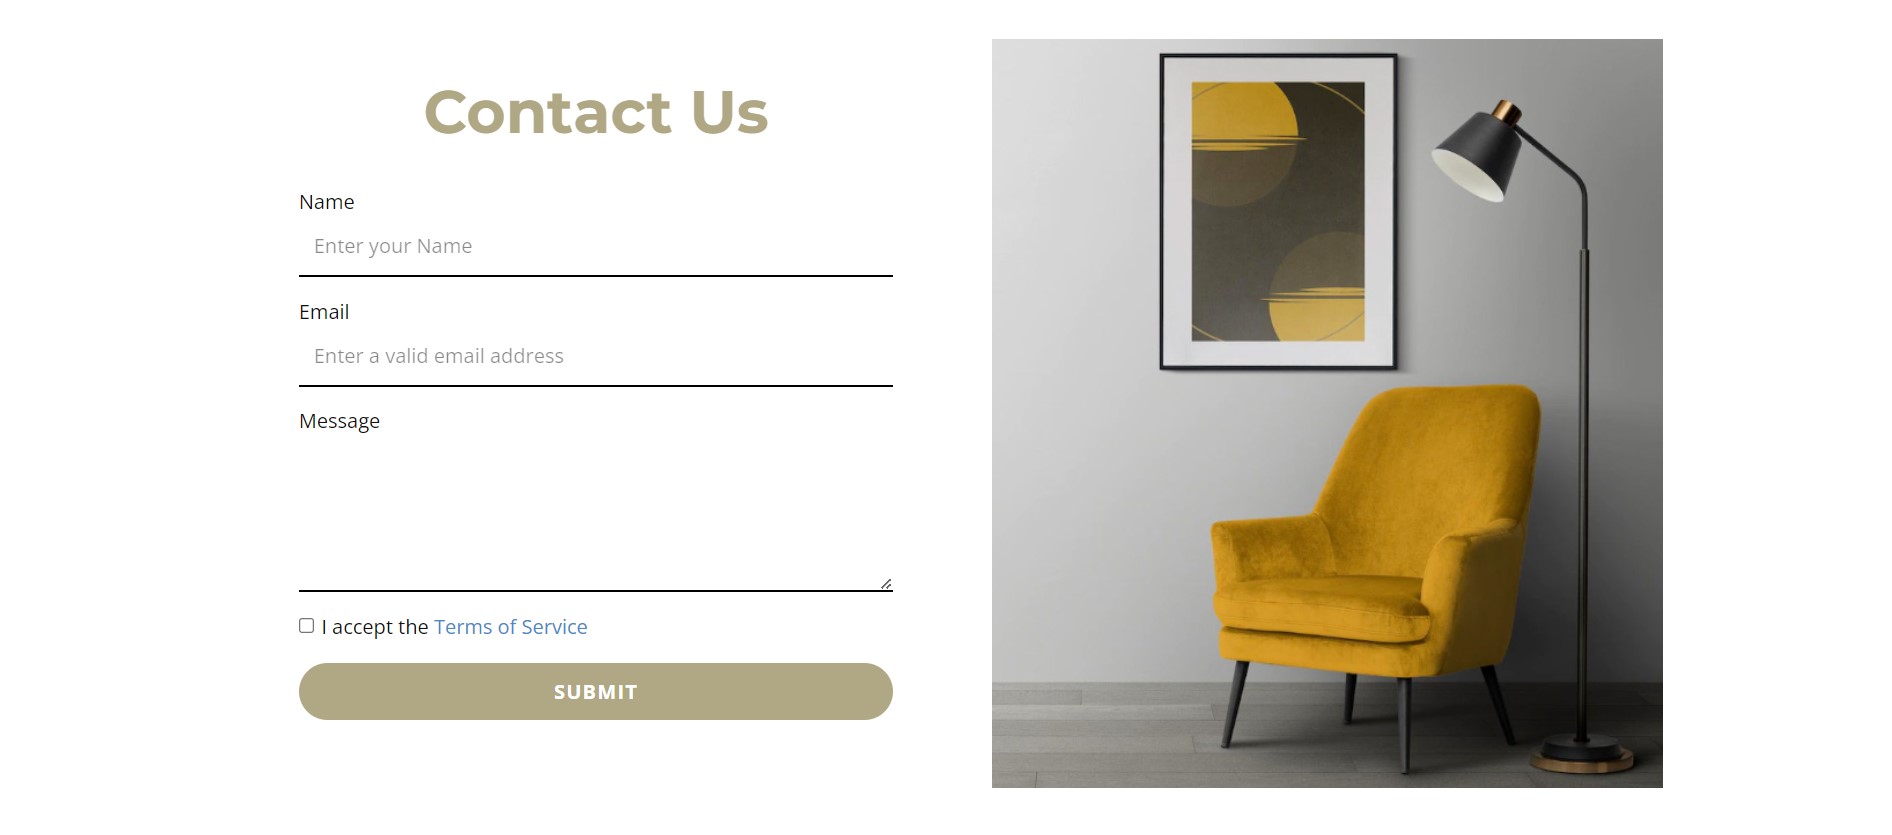 Contact Us
Name
Enter your Name
Email
Enter a valid email address
Message
I accept the Terms of Service
SUBMIT